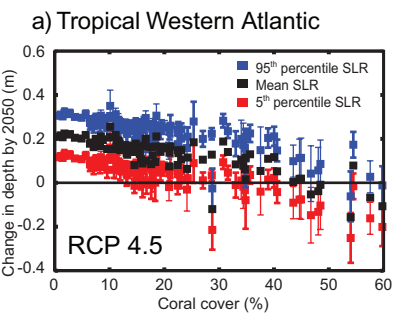 a) Tropical Western Atlantic
Change in depth by 2050 (m)
0.6
0.4
0.2
0
-0.2
-0.4
95th percentile SLR
Mean SLR
5th percentile SLR
RCP 4.5
0 10 20 30 40 50 60
Coral cover (%)